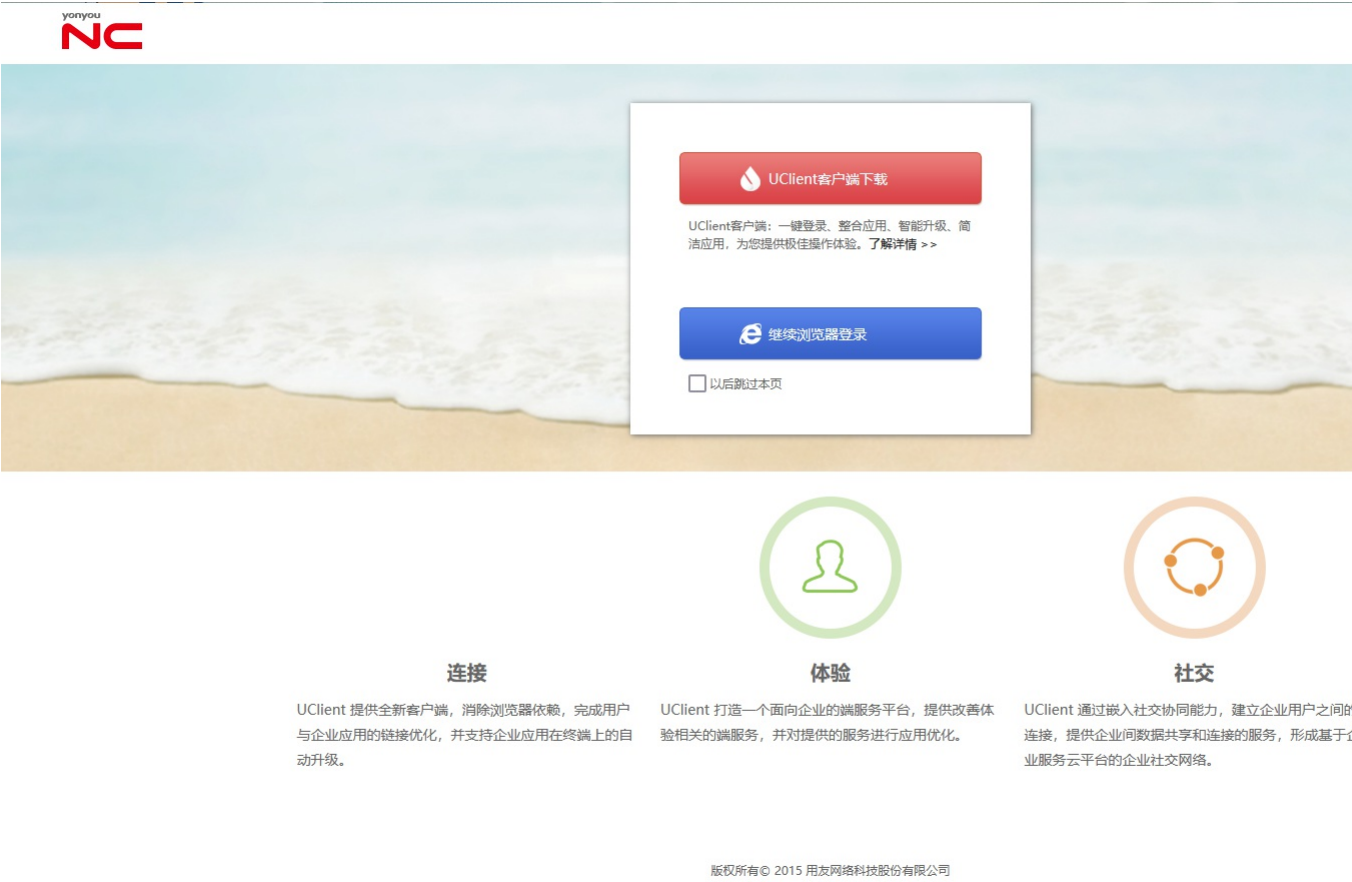 yonyou
NC
UClient客户端下载
UClient客户端：一键登录、整合应用、智能升级、简
洁应用，为您提供极佳操作体验。了解详情 >>
继续浏览器登录
以后跳过本页
连接
UClient 提供全新客户端，消除浏览器依赖，完成用户
与企业应用的链接优化，并支持企业应用在终端上的自
动升级。
体验
UClient 打造一个面向企业的端服务平台，提供改善体
验相关的端服务，并对提供的服务进行应用优化。
社交
UClient 通过嵌入社交协同能力，建立企业用户之间的
连接，提供企业间数据共享和连接的服务，形成基于企
业服务云平台的企业社交网络。
版权所有© 2015 用友网络科技股份有限公司